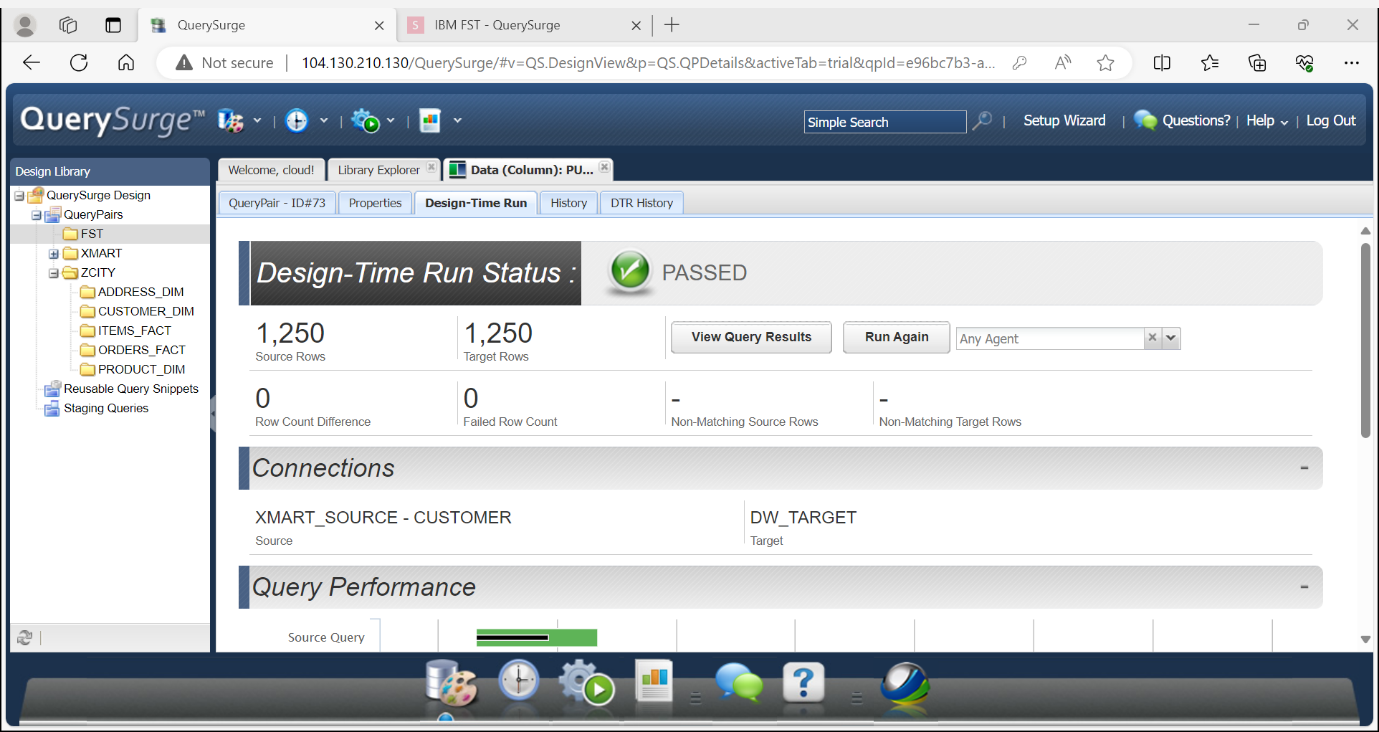 QuerySurge
S IBM FST - QuerySurge
Not secure 104.130.210.130/QuerySurge/#v=QS.DesignView&p=QS.QPDetails&activeTab=trial&qpId=e96bc7b3-a...
QuerySurge™
Simple Search
Setup Wizard | Questions? | Help | Log Out
Design Library
QuerySurge Design
QueryPairs
FST
XMART
ZCITY
ADDRESS_DIM
CUSTOMER_DIM
ITEMS_FACT
ORDERS_FACT
PRODUCT_DIM
Reusable Query Snippets
Staging Queries
Welcome, cloud! Library Explorer Data (Column): PU...
QueryPair - ID#73 Properties Design-Time Run History DTR History
Design-Time Run Status : PASSED
1,250 1,250 View Query Results Run Again Any Agent
Source Rows Target Rows
0 0 - -
Row Count Difference Failed Row Count Non-Matching Source Rows Non-Matching Target Rows
Connections -
XMART_SOURCE - CUSTOMER DW_TARGET
Source Target
Query Performance -
Source Query